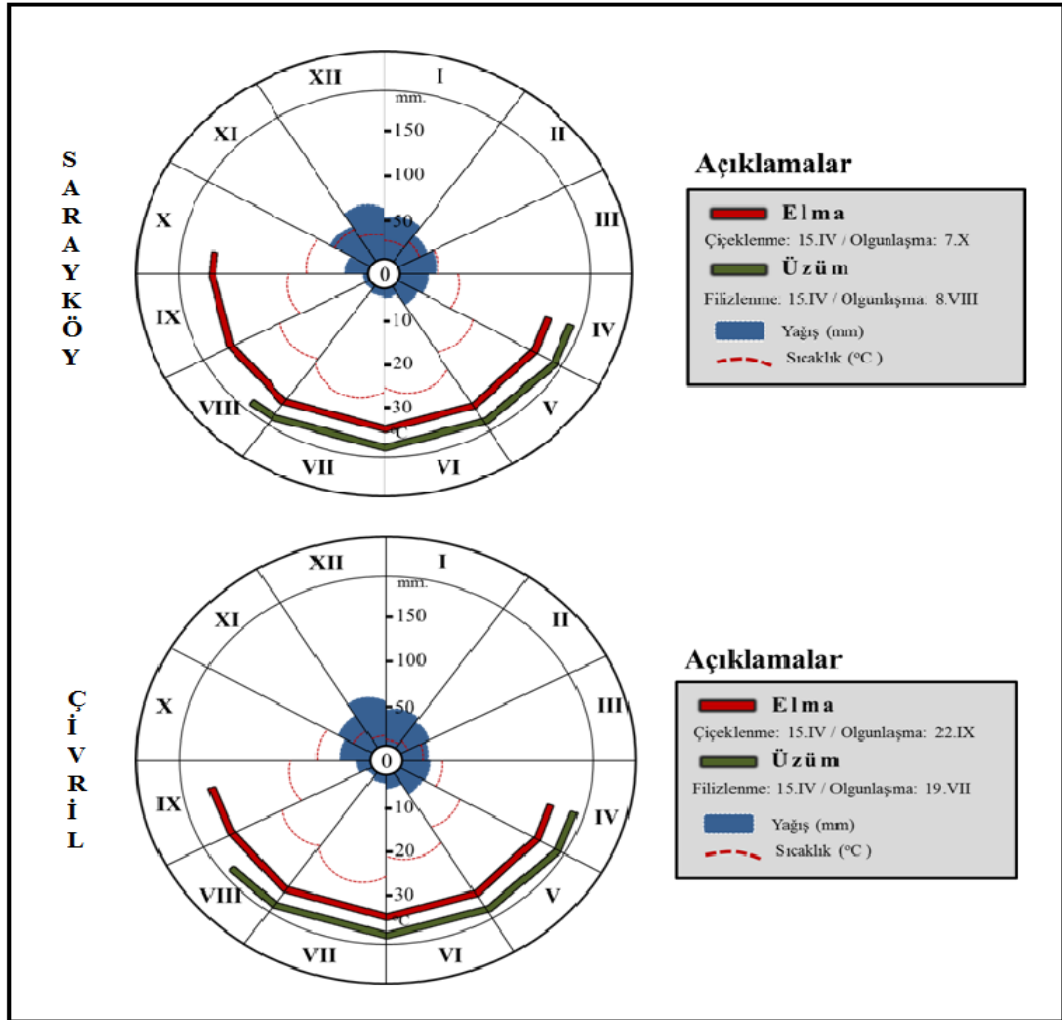 SARAYKÖY
XII
I
XI
II
X
III
IX
IV
VIII
V
VII
VI
mm.
150
100
50
0
10
20
30
°C
Açıklamalar
Elma
Çiçeklenme: 15.IV / Olgunlaşma: 7.X
Üzüm
Filizlenme: 15.IV / Olgunlaşma: 8.VIII
Yağış (mm)
Sıcaklık (°C )
ÇİVRİL
XII
I
XI
II
X
III
IX
IV
VIII
V
VII
VI
mm.
150
100
50
0
10
20
30
°C
Açıklamalar
Elma
Çiçeklenme: 15.IV / Olgunlaşma: 22.IX
Üzüm
Filizlenme: 15.IV / Olgunlaşma: 19.VII
Yağış (mm)
Sıcaklık (°C )